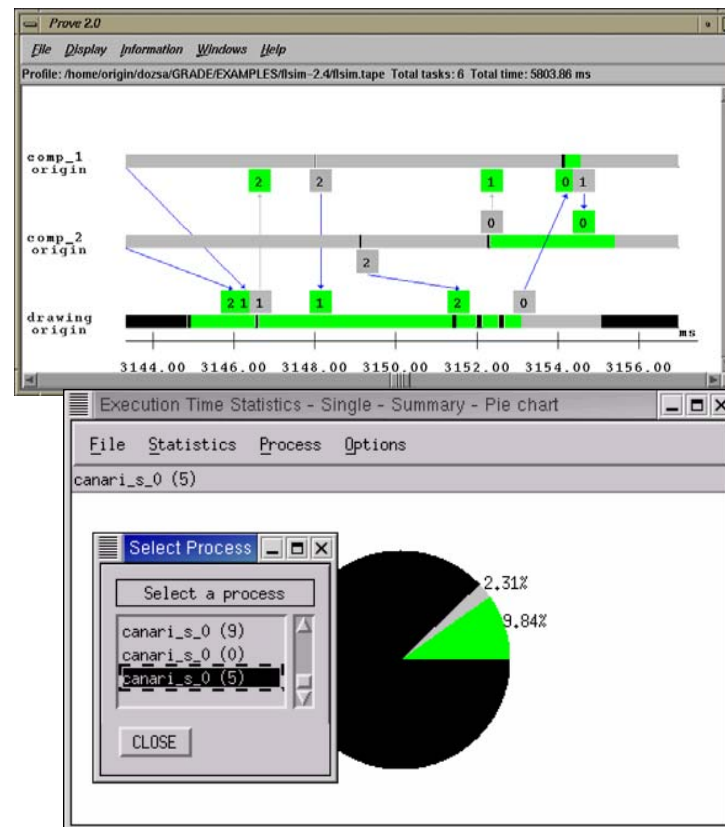 Prove 2.0
File Display Information Windows Help
Profile: /home/origin/dozsa/GRADE/EXAMPLES/flsim-2.4/flsim.tape Total tasks: 6 Total time: 5803.86 ms
comp_1
origin
2 2 1 0 1
0 0
comp_2
origin
2
2 1 1 1 2 0
drawing
origin
ms
3144.00 3146.00 3148.00 3150.00 3152.00 3154.00 3156.00
Execution Time Statistics - Single - Summary - Pie chart
File Statistics Process Options
canari_s_0 (5)
Select Process
Select a process
canari_s_0 (9)
canari_s_0 (0)
canari_s_0 (5)
CLOSE
2.31%
9.84%